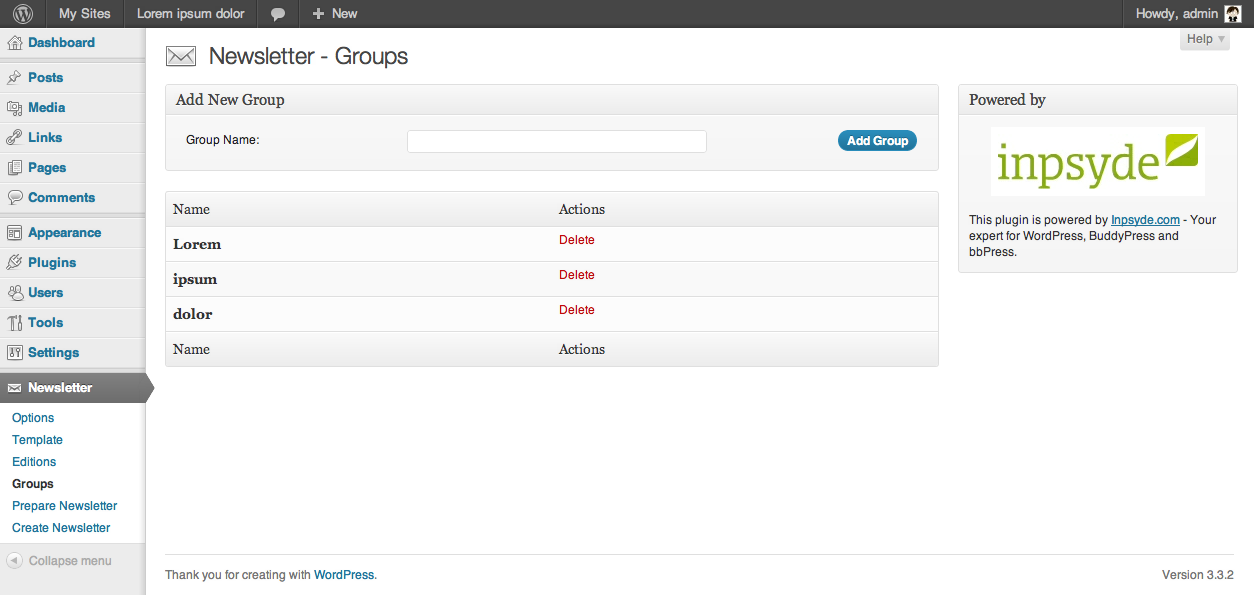 My Sites Lorem ipsum dolor + New Howdy, admin
Help
Dashboard
Posts
Media
Links
Pages
Comments
Appearance
Plugins
Users
Tools
Settings
Newsletter
Options
Template
Editions
Groups
Prepare Newsletter
Create Newsletter
Collapse menu
Newsletter - Groups
Add New Group
Group Name:
Add Group
Name Actions
Lorem Delete
ipsum Delete
dolor Delete
Name Actions
Powered by
inpsyde
This plugin is powered by Inpsyde.com - Your
expert for WordPress, BuddyPress and
bbPress.
Thank you for creating with WordPress.
Version 3.3.2